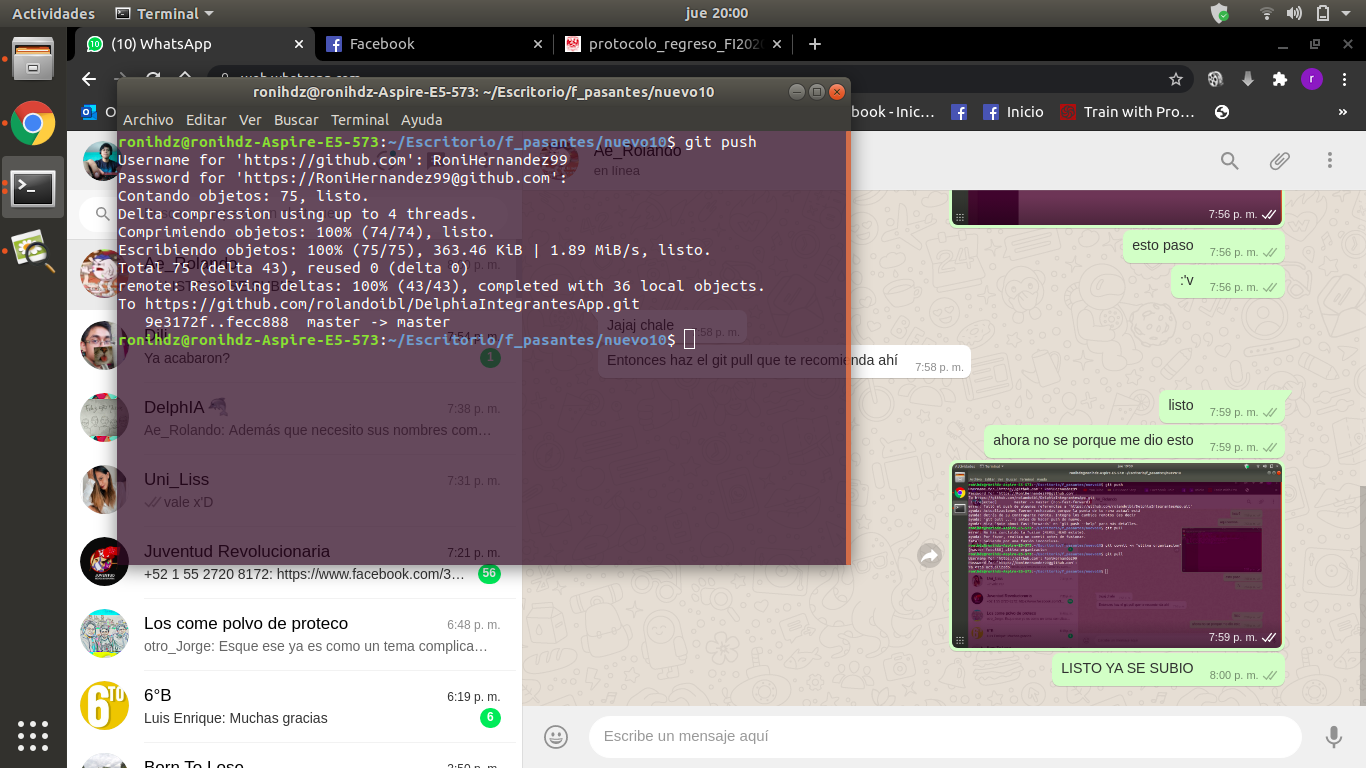 Actividades
Terminal
jue 20:00
(10) WhatsApp
Facebook
protocolo_regreso_FI202
web.whatsapp.com
r
O
book - Inic…
Inicio
Train with Pro…
»
ronihdz@ronihdz-Aspire-E5-573: ~/Escritorio/f_pasantes/nuevo10
Archivo Editar Ver Buscar Terminal Ayuda
ronihdz@ronihdz-Aspire-E5-573:~/Escritorio/f_pasantes/nuevo10$ git push
Username for 'https://github.com': RoniHernandez99
Password for 'https://RoniHernandez99@github.com':
Contando objetos: 75, listo.
Delta compression using up to 4 threads.
Comprimiendo objetos: 100% (74/74), listo.
Escribiendo objetos: 100% (75/75), 363.46 KiB | 1.89 MiB/s, listo.
Total 75 (delta 43), reused 0 (delta 0)
remote: Resolving deltas: 100% (43/43), completed with 36 local objects.
To https://github.com/rolandoibl/DelphiaIntegrantesApp.git
9e3172f..fecc888 master -> master
ronihdz@ronihdz-Aspire-E5-573:~/Escritorio/f_pasantes/nuevo10$
Ae_Rolando
en línea
Ae_Rolando
Dili
7:54 p. m.
Ya acabaron?
1
DelphIA
7:38 p. m.
Ae_Rolando: Además que necesito sus nombres com…
Uni_Liss
7:31 p. m.
vale x'D
Juventud Revolucionaria
7:21 p. m.
+52 1 55 2720 8172: https://www.facebook.com/3…
56
Los come polvo de proteco
6:48 p. m.
otro_Jorge: Esque ese ya es como un tema complica…
6°B
6:19 p. m.
Luis Enrique: Muchas gracias
6
Born To Lose
3:50 p. m.
7:56 p. m.
esto paso
7:56 p. m.
:'v
7:56 p. m.
Jajaj chale
7:58 p. m.
Entonces haz el git pull que te recomienda ahí
7:58 p. m.
listo
7:59 p. m.
ahora no se porque me dio esto
7:59 p. m.
7:59 p. m.
LISTO YA SE SUBIO
8:00 p. m.
Escribe un mensaje aquí